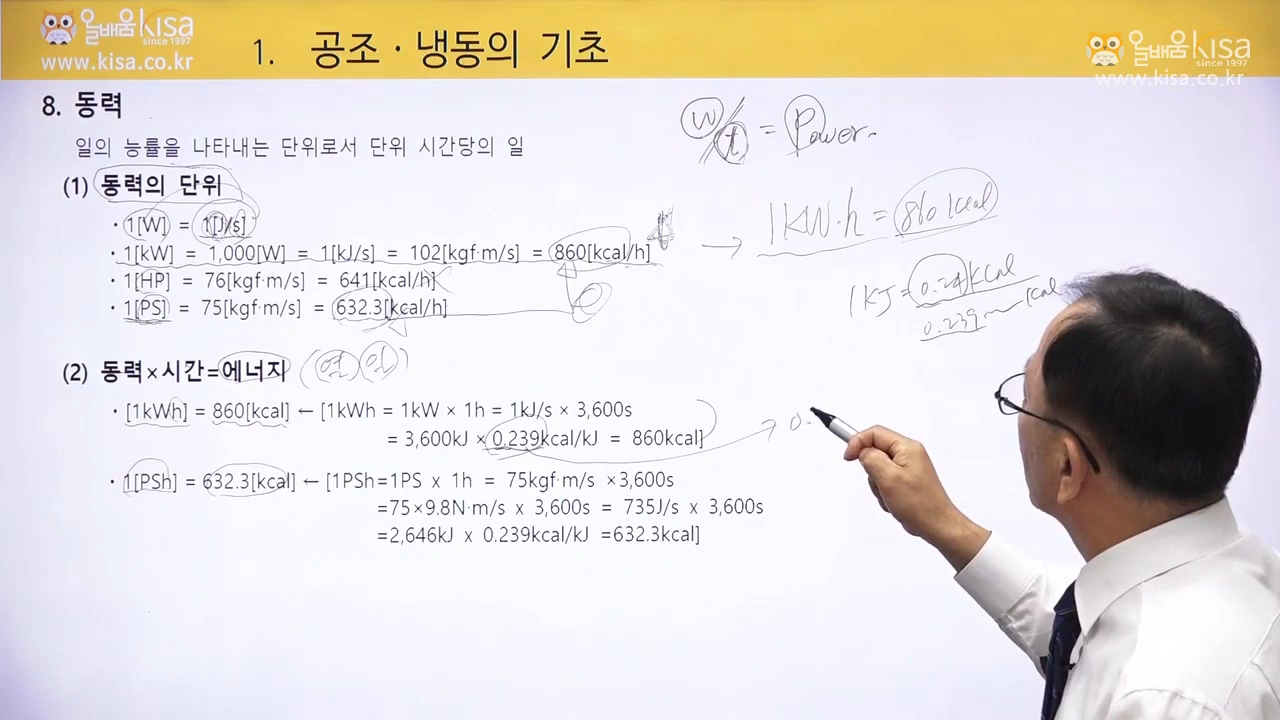 올배움kisa
since 1997
www.kisa.co.kr
1. 공조 · 냉동의 기초
올배움kisa
since 1997
www.kisa.co.kr
8. 동력
일의 능률을 나타내는 단위로서 단위 시간당의 일
W/t = Power.
(1) 동력의 단위
· 1[W] = 1[J/s]
· 1[kW] = 1,000[W] = 1[kJ/s] = 102[kgf·m/s] = 860[kcal/h]
→ 1kW·h = 860kcal
· 1[HP] = 76[kgf·m/s] = 641[kcal/h]
1KJ = 0.24kcal
· 1[PS] = 75[kgf·m/s] = 632.3[kcal/h]
0.239 kcal
(2) 동력×시간=에너지 (열 일)
· [1kWh] = 860[kcal] ← [1kWh = 1kW × 1h = 1kJ/s × 3,600s
= 3,600kJ × 0.239kcal/kJ = 860kcal]
→ 0.
· 1[PSh] = 632.3[kcal] ← [1PSh=1PS x 1h = 75kgf·m/s ×3,600s
=75×9.8N·m/s x 3,600s = 735J/s x 3,600s
=2,646kJ x 0.239kcal/kJ =632.3kcal]